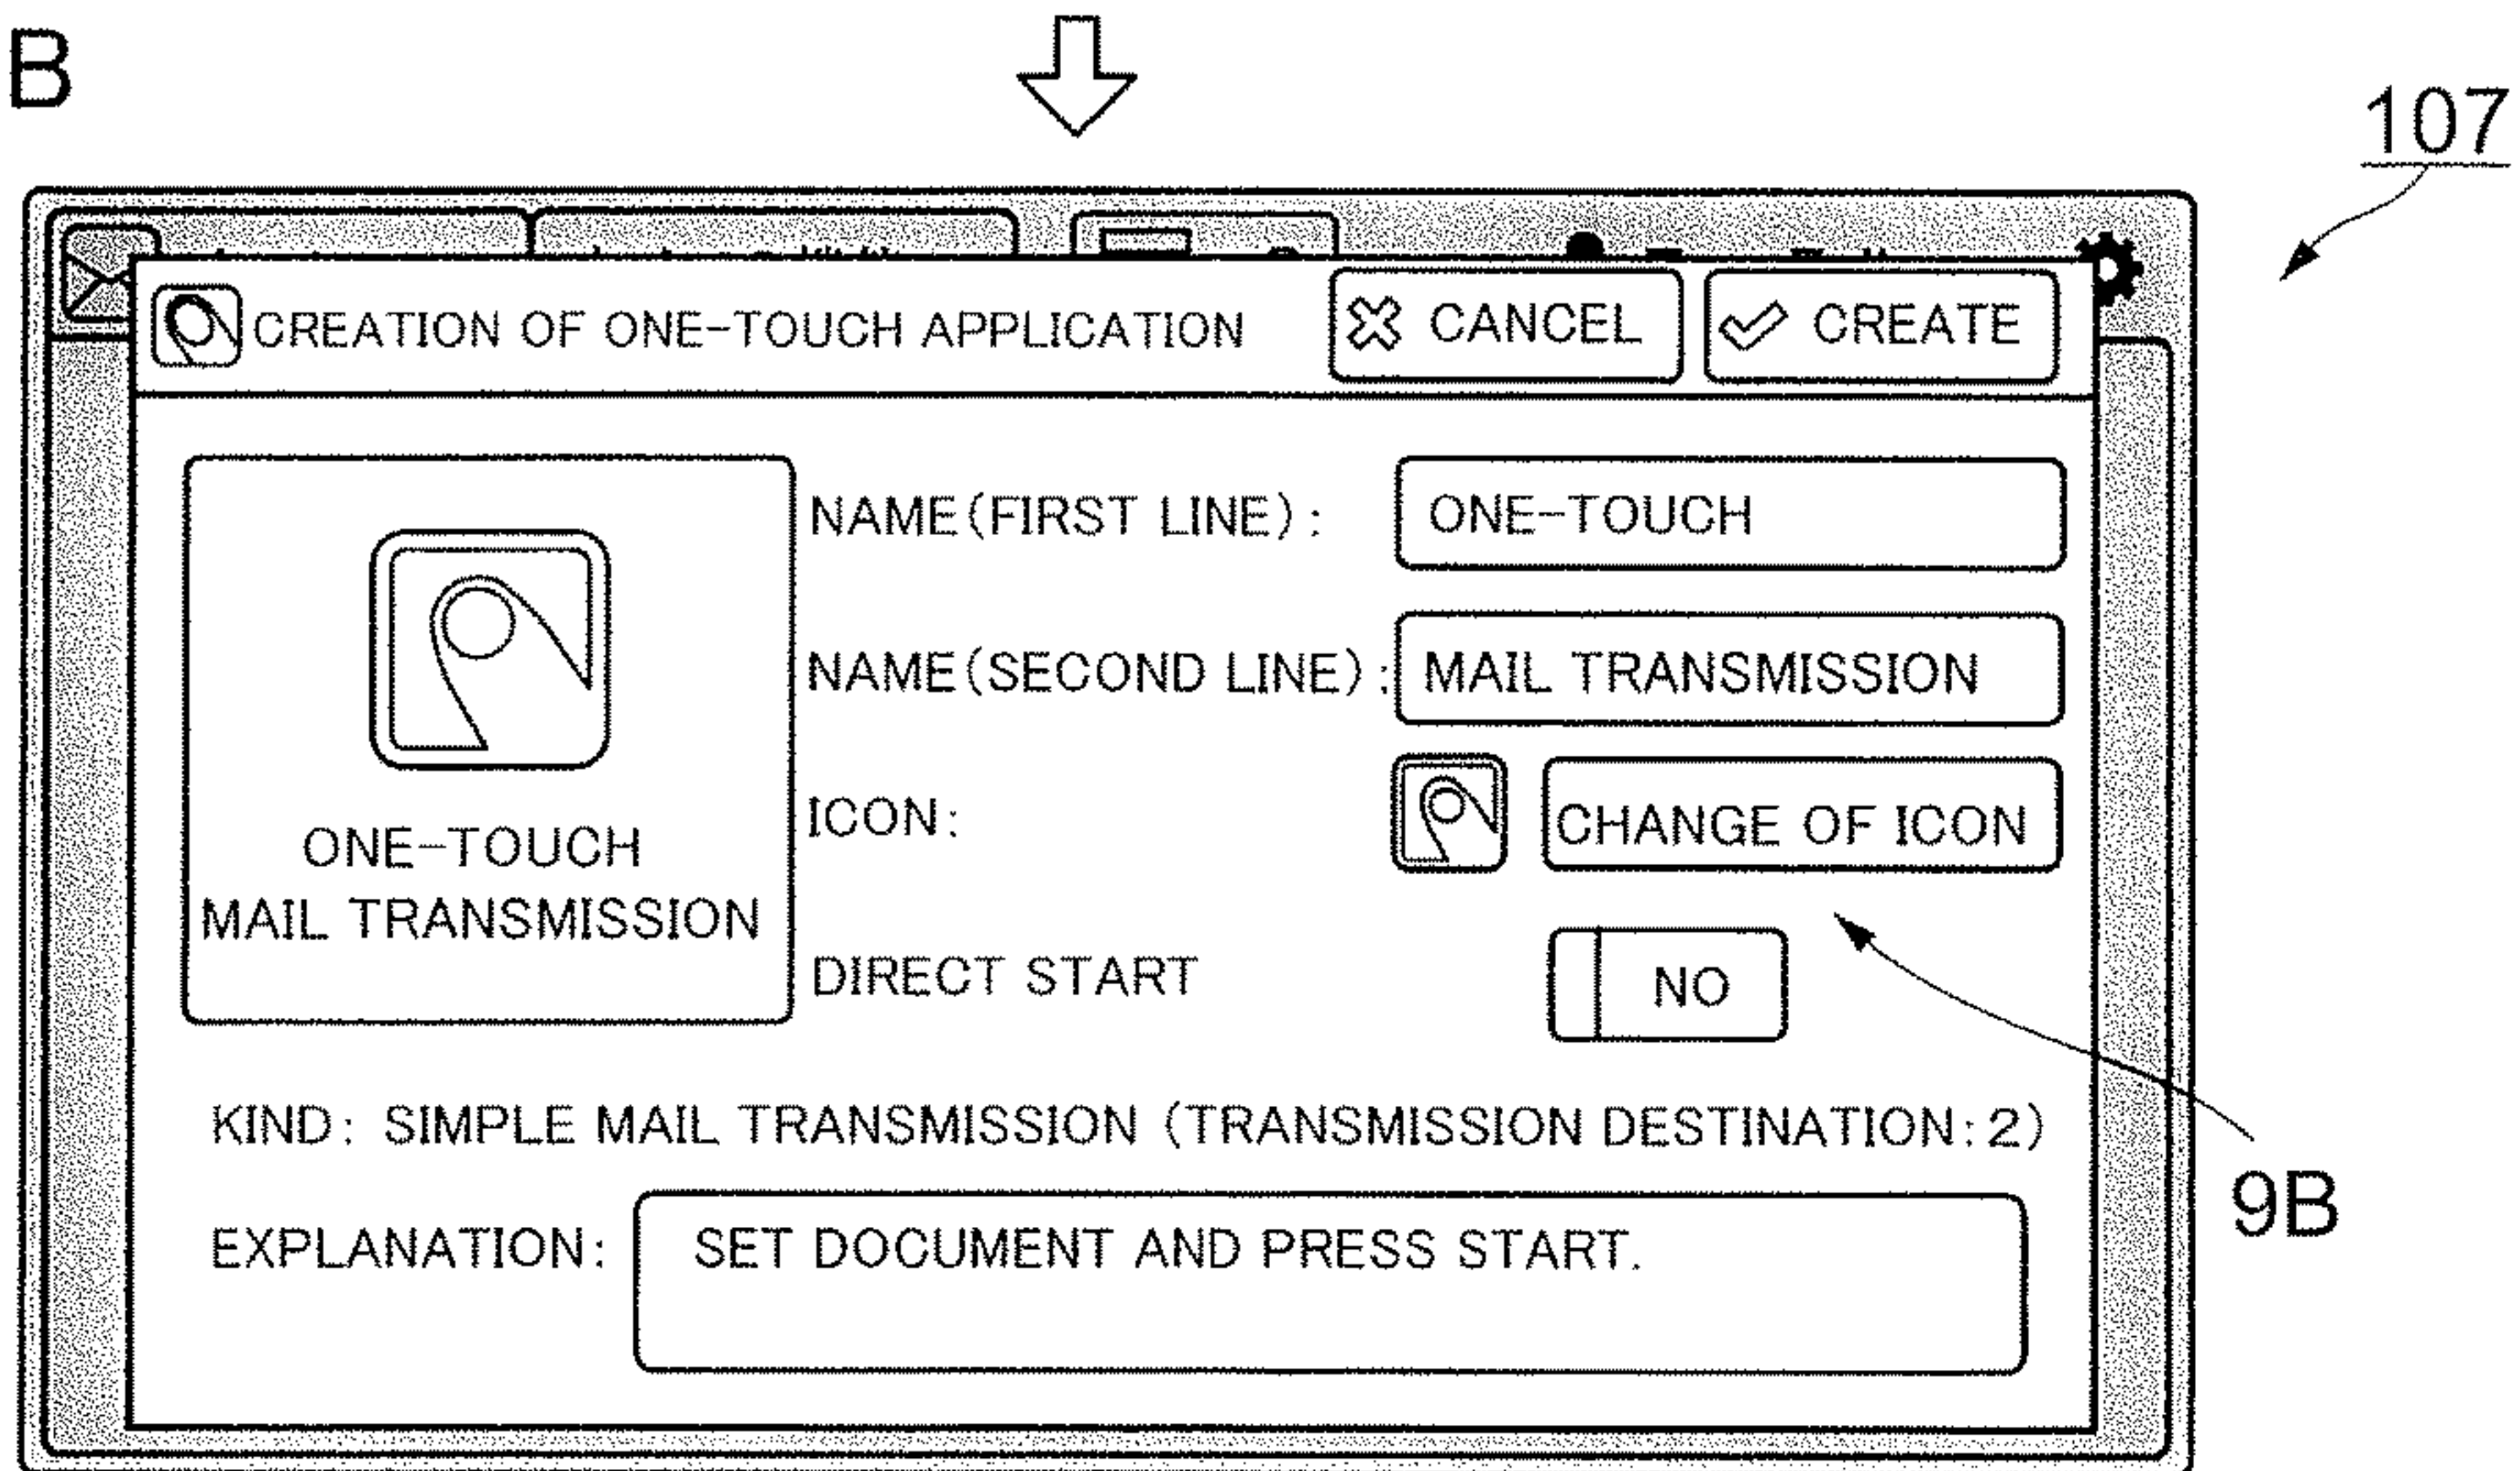 B
107
CREATION OF ONE-TOUCH APPLICATION
CANCEL
CREATE
NAME(FIRST LINE): ONE-TOUCH
NAME(SECOND LINE): MAIL TRANSMISSION
ICON: CHANGE OF ICON
ONE-TOUCH
MAIL TRANSMISSION
DIRECT START NO
KIND: SIMPLE MAIL TRANSMISSION (TRANSMISSION DESTINATION:2)
9B
EXPLANATION: SET DOCUMENT AND PRESS START.